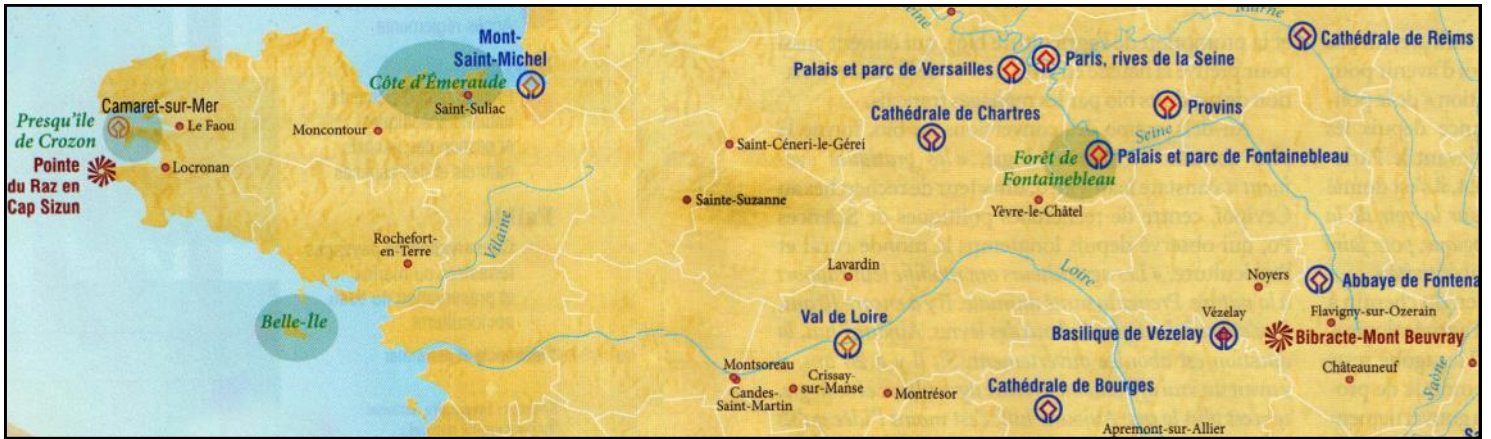 Seine
Marne
Mont-
Saint-Michel
Côte d'Émeraude
Saint-Suliac
Camaret-sur-Mer
Presqu'île
de Crozon
Le Faou
Pointe
du Raz en
Cap Sizun
Locronan
Moncontour
Rochefort-
en-Terre
Vilaine
Belle-Île
Palais et parc de Versailles
Paris, rives de la Seine
Cathédrale de Reims
Cathédrale de Chartres
Provins
Saint-Céneri-le-Gérei
Seine
Forêt de
Fontainebleau
Palais et parc de Fontainebleau
Sainte-Suzanne
Yèvre-le-Châtel
Lavardin
Loire
Noyers
Abbaye de Fontena
Val de Loire
Vézelay
Basilique de Vézelay
Flavigny-sur-Ozerain
Bibracte-Mont Beuvray
Montsoreau
Candes-
Saint-Martin
Crissay-
sur-Manse
Montrésor
Châteauneuf
Saône
Cathédrale de Bourges
Apremont-sur-Allier